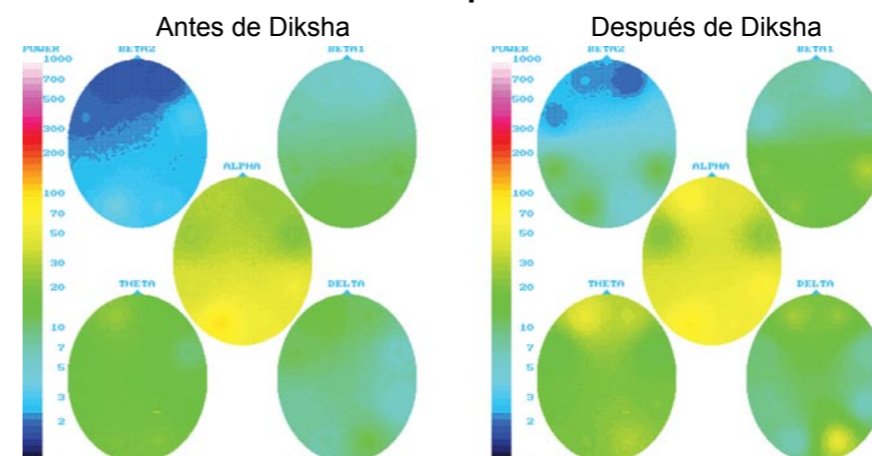 Antes de Diksha
Después de Diksha
POWER
BETA2
BETA1
1000
700
500
300
200
100
70
50
30
20
10
7
5
3
2
ALPHA
THETA
DELTA
POWER
BETA2
BETA1
1000
700
500
300
200
100
70
50
30
20
10
7
5
3
2
ALPHA
THETA
DELTA